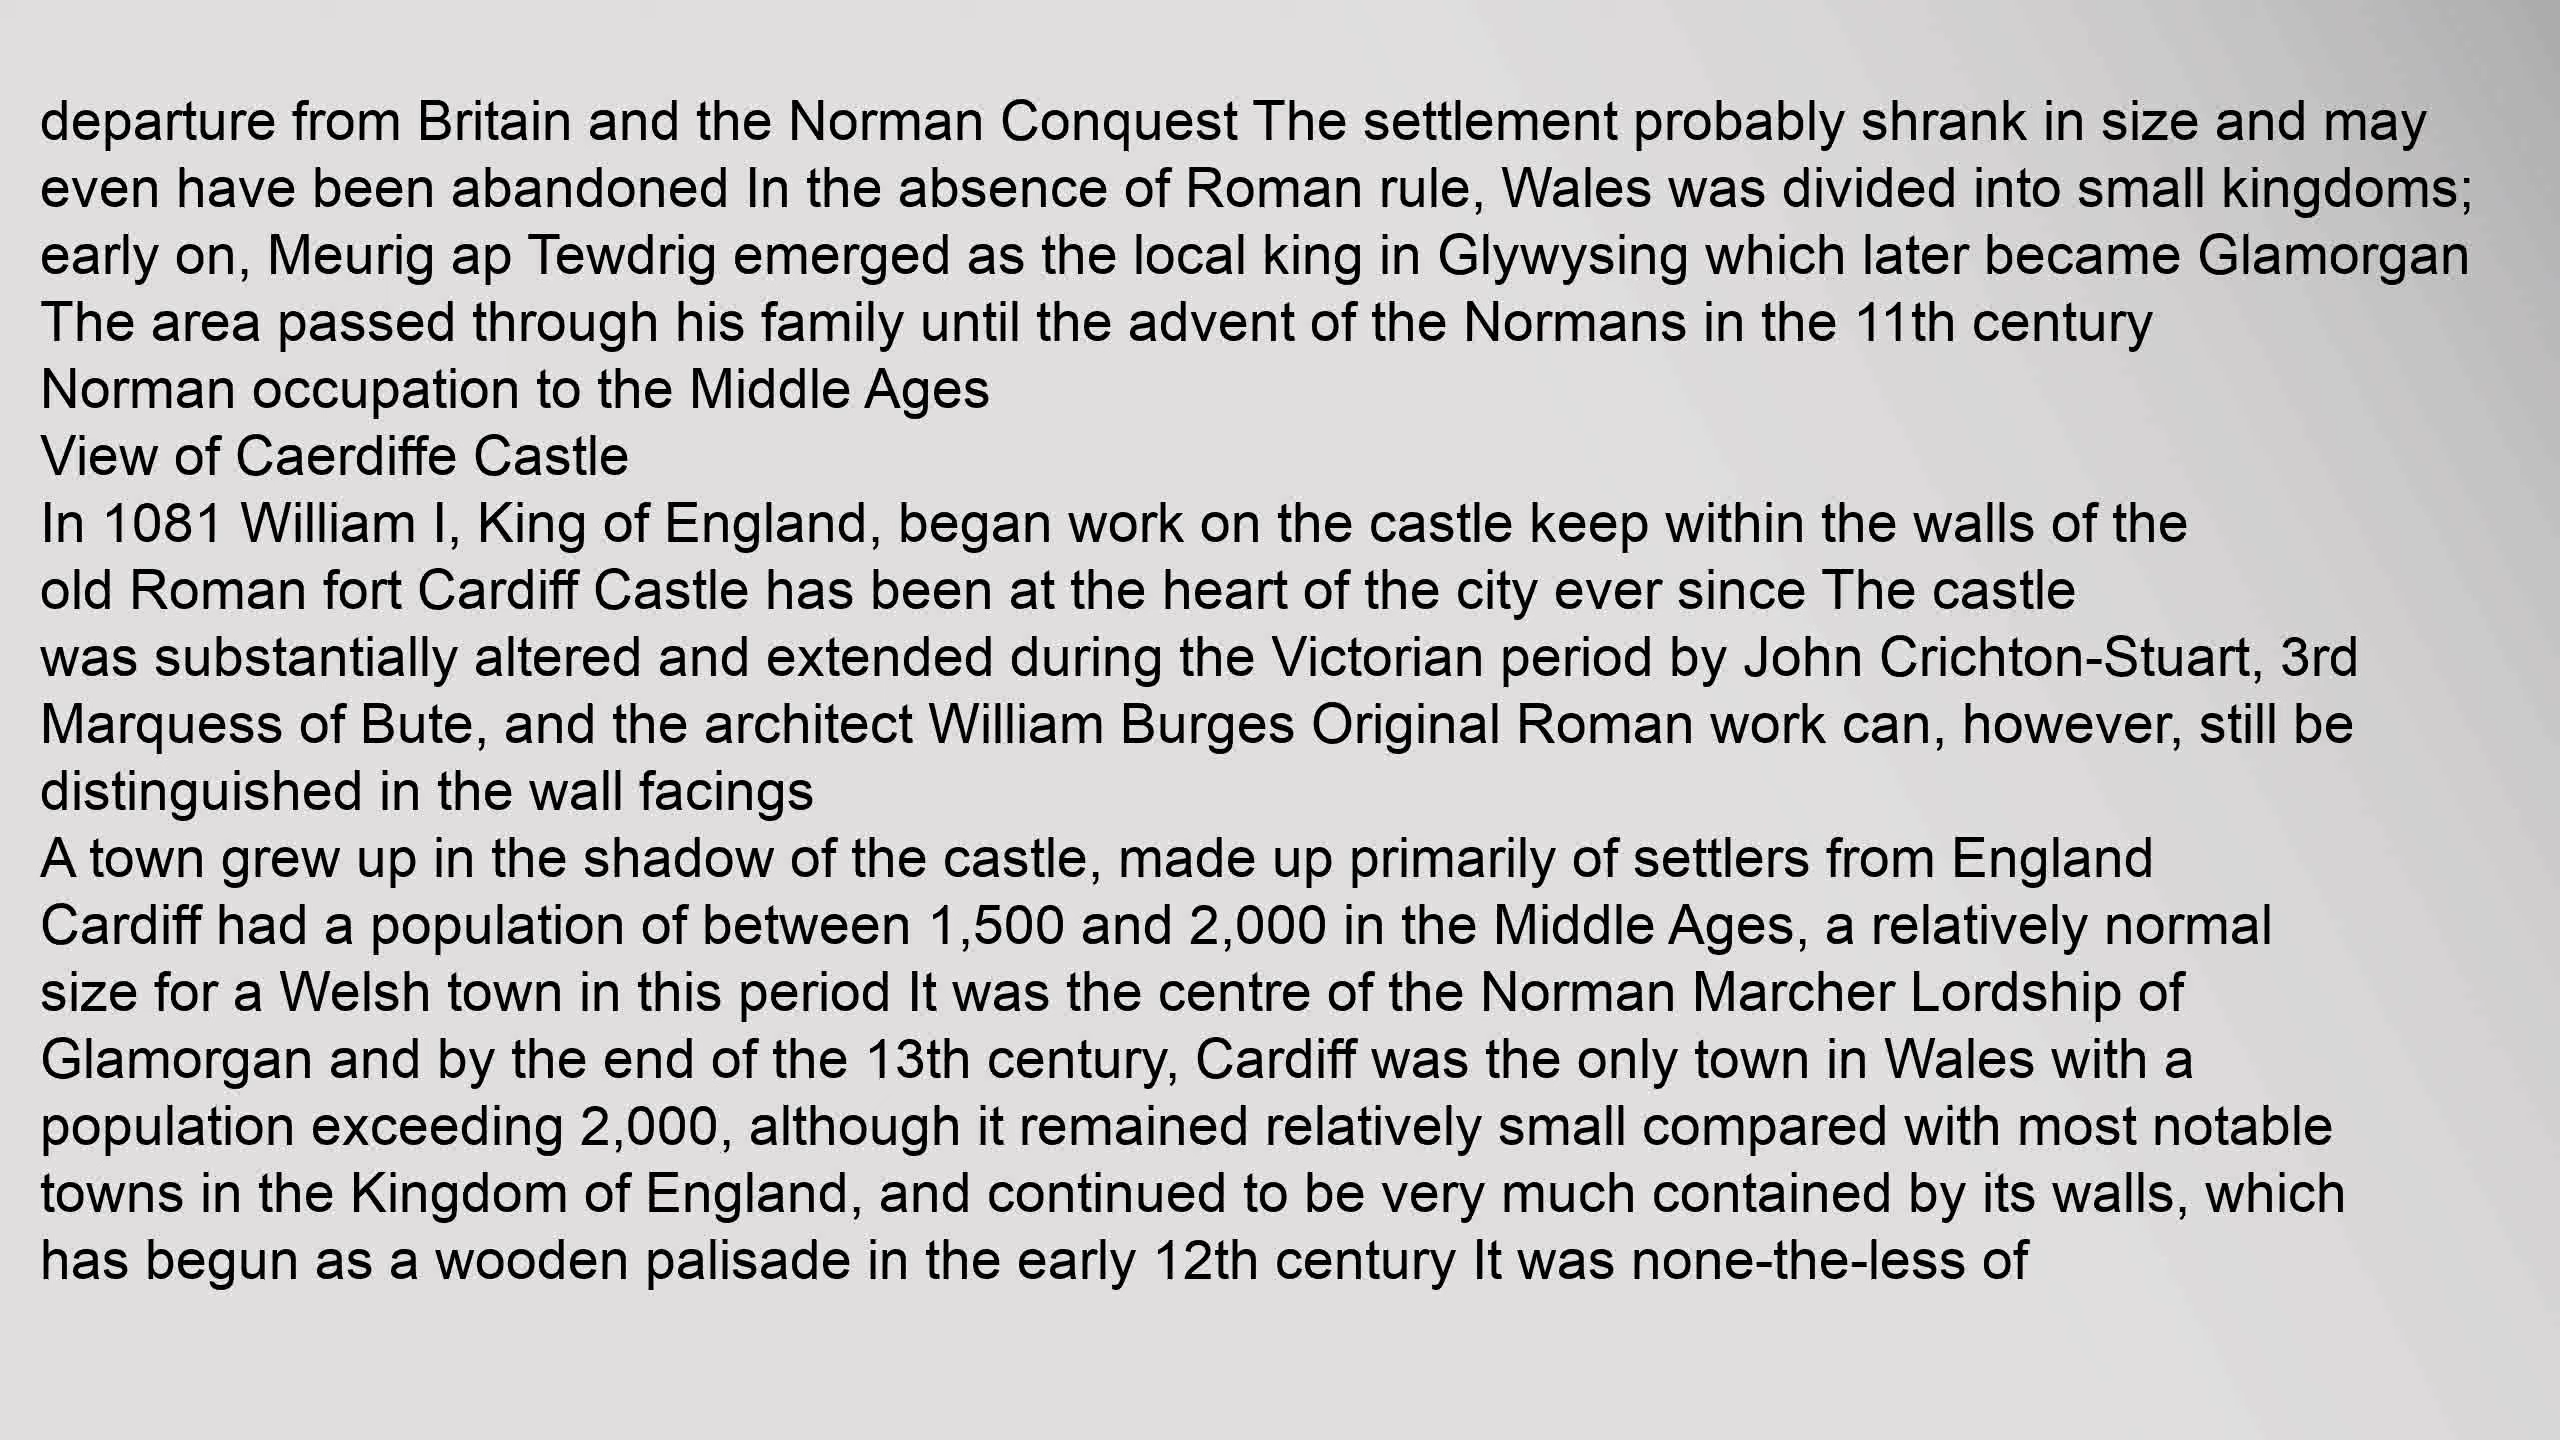 departure from Britain and the Norman Conquest The settlement probably shrank in size and may
even have been abandoned In the absence of Roman rule, Wales was divided into small kingdoms;
early on, Meurig ap Tewdrig emerged as the local king in Glywysing which later became Glamorgan
The area passed through his family until the advent of the Normans in the 11th century
Norman occupation to the Middle Ages
View of Caerdiffe Castle
In 1081 William I, King of England, began work on the castle keep within the walls of the
old Roman fort Cardiff Castle has been at the heart of the city ever since The castle
was substantially altered and extended during the Victorian period by John Crichton-Stuart, 3rd
Marquess of Bute, and the architect William Burges Original Roman work can, however, still be
distinguished in the wall facings
A town grew up in the shadow of the castle, made up primarily of settlers from England
Cardiff had a population of between 1,500 and 2,000 in the Middle Ages, a relatively normal
size for a Welsh town in this period It was the centre of the Norman Marcher Lordship of
Glamorgan and by the end of the 13th century, Cardiff was the only town in Wales with a
population exceeding 2,000, although it remained relatively small compared with most notable
towns in the Kingdom of England, and continued to be very much contained by its walls, which
has begun as a wooden palisade in the early 12th century It was none-the-less of